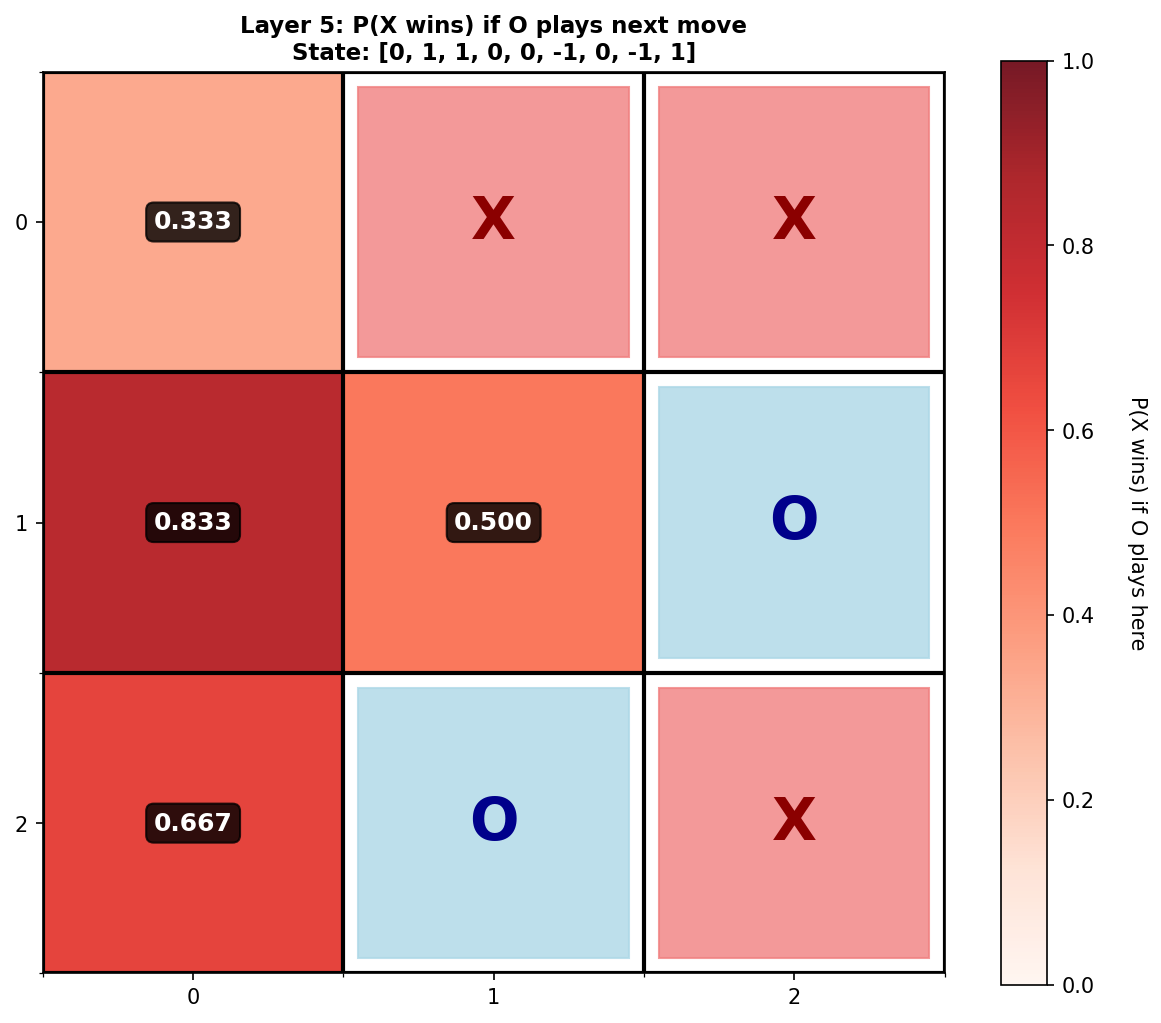 Layer 5: P(X wins) if O plays next move
State: [0, 1, 1, 0, 0, -1, 0, -1, 1]
0
0.333
X
X
1
0.833
0.500
O
2
0.667
O
X
0
1
2
1.0
0.8
0.6
0.4
0.2
0.0
P(X wins) if O plays here